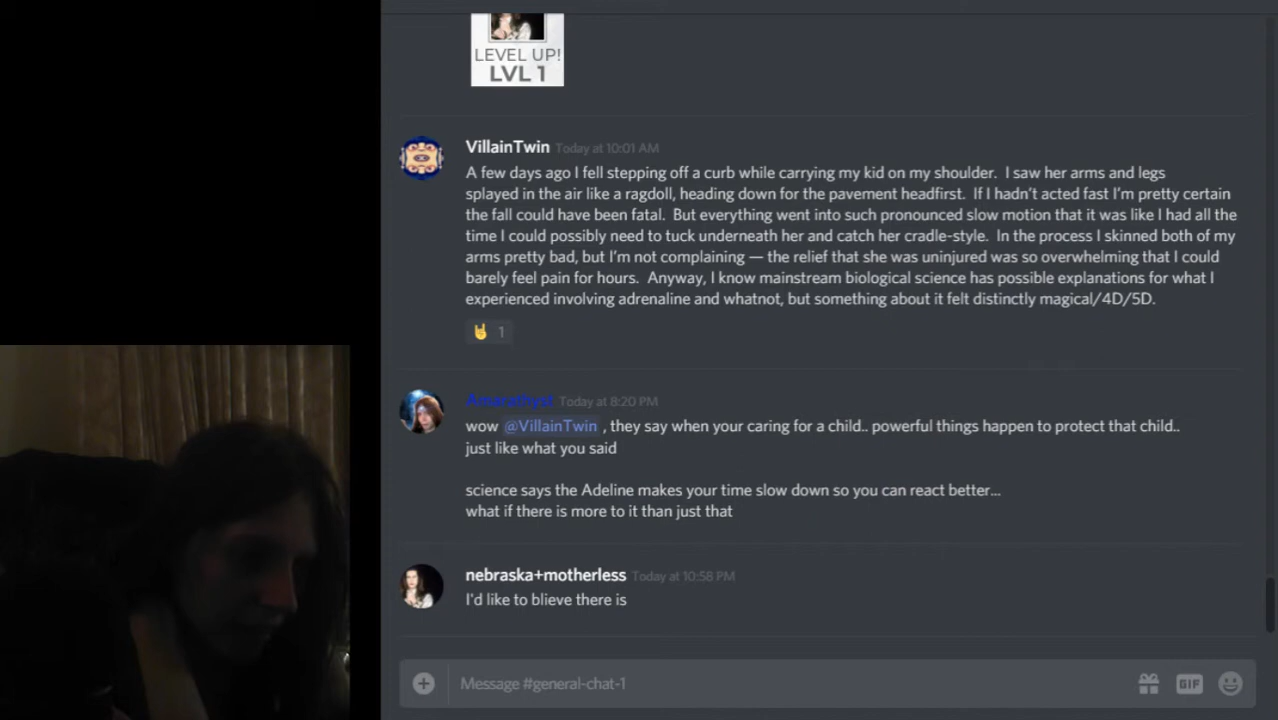 LEVEL UP!
LVL 1
VillainTwin Today at 10:01 AM
A few days ago I fell stepping off a curb while carrying my kid on my shoulder.  I saw her arms and legs
splayed in the air like a ragdoll, heading down for the pavement headfirst.  If I hadn't acted fast I'm pretty certain
the fall could have been fatal.  But everything went into such pronounced slow motion that it was like I had all the
time I could possibly need to tuck underneath her and catch her cradle-style.  In the process I skinned both of my
arms pretty bad, but I'm not complaining — the relief that she was uninjured was so overwhelming that I could
barely feel pain for hours.  Anyway, I know mainstream biological science has possible explanations for what I
experienced involving adrenaline and whatnot, but something about it felt distinctly magical/4D/5D.
1
Amarathyst Today at 8:20 PM
wow @VillainTwin , they say when your caring for a child.. powerful things happen to protect that child..
just like what you said
science says the Adeline makes your time slow down so you can react better...
what if there is more to it than just that
nebraska+motherless Today at 10:58 PM
I'd like to blieve there is
Message #general-chat-1
GIF